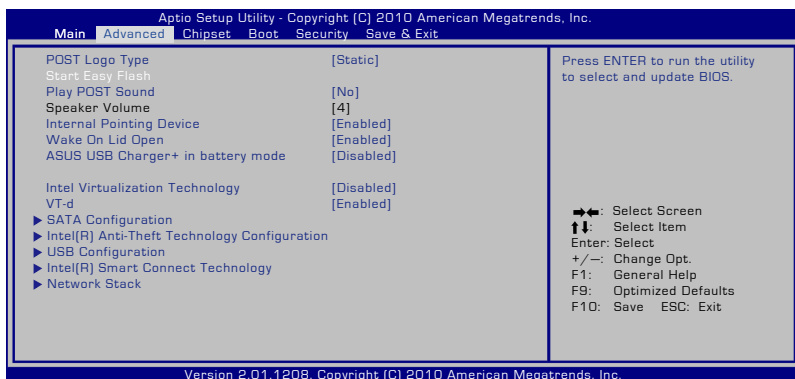 Aptio Setup Utility - Copyright (C) 2010 American Megatrends, Inc.
Main Advanced Chipset Boot Security Save & Exit
POST Logo Type [Static]
Start Easy Flash
Play POST Sound [No]
Speaker Volume [4]
Internal Pointing Device [Enabled]
Wake On Lid Open [Enabled]
ASUS USB Charger+ in battery mode [Disabled]
Intel Virtualization Technology [Disabled]
VT-d [Enabled]
SATA Configuration
Intel(R) Anti-Theft Technology Configuration
USB Configuration
Intel(R) Smart Connect Technology
Network Stack
Press ENTER to run the utility
to select and update BIOS.
→←: Select Screen
↑↓: Select Item
Enter: Select
+/—: Change Opt.
F1: General Help
F9: Optimized Defaults
F10: Save ESC: Exit
Version 2.01.1208. Copyright (C) 2010 American Megatrends, Inc.